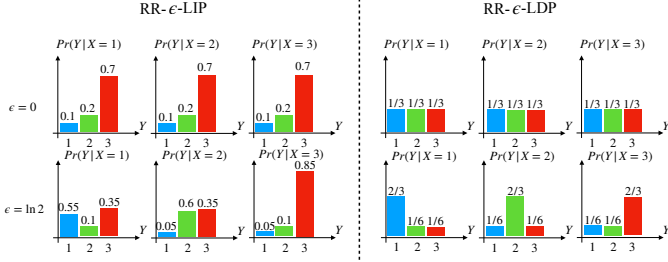 RR-ϵ-LIP
RR-ϵ-LDP
Pr(Y|X = 1) Pr(Y|X = 2) Pr(Y|X = 3) Pr(Y|X = 1) Pr(Y|X = 2) Pr(Y|X = 3)
ϵ = 0
0.1 0.2 0.7 Y
0.1 0.2 0.7 Y
0.1 0.2 0.7 Y
1/3 1/3 1/3 Y
1/3 1/3 1/3 Y
1/3 1/3 1/3 Y
1 2 3 1 2 3 1 2 3 1 2 3 1 2 3 1 2 3
Pr(Y|X = 1) Pr(Y|X = 2) Pr(Y|X = 3) Pr(Y|X = 1) Pr(Y|X = 2) Pr(Y|X = 3)
ϵ = ln 2
0.55 0.1 0.35 Y
0.05 0.6 0.35 Y
0.05 0.1 0.85 Y
2/3 1/6 1/6 Y
1/6 2/3 1/6 Y
1/6 1/6 2/3 Y
1 2 3 1 2 3 1 2 3 1 2 3 1 2 3 1 2 3